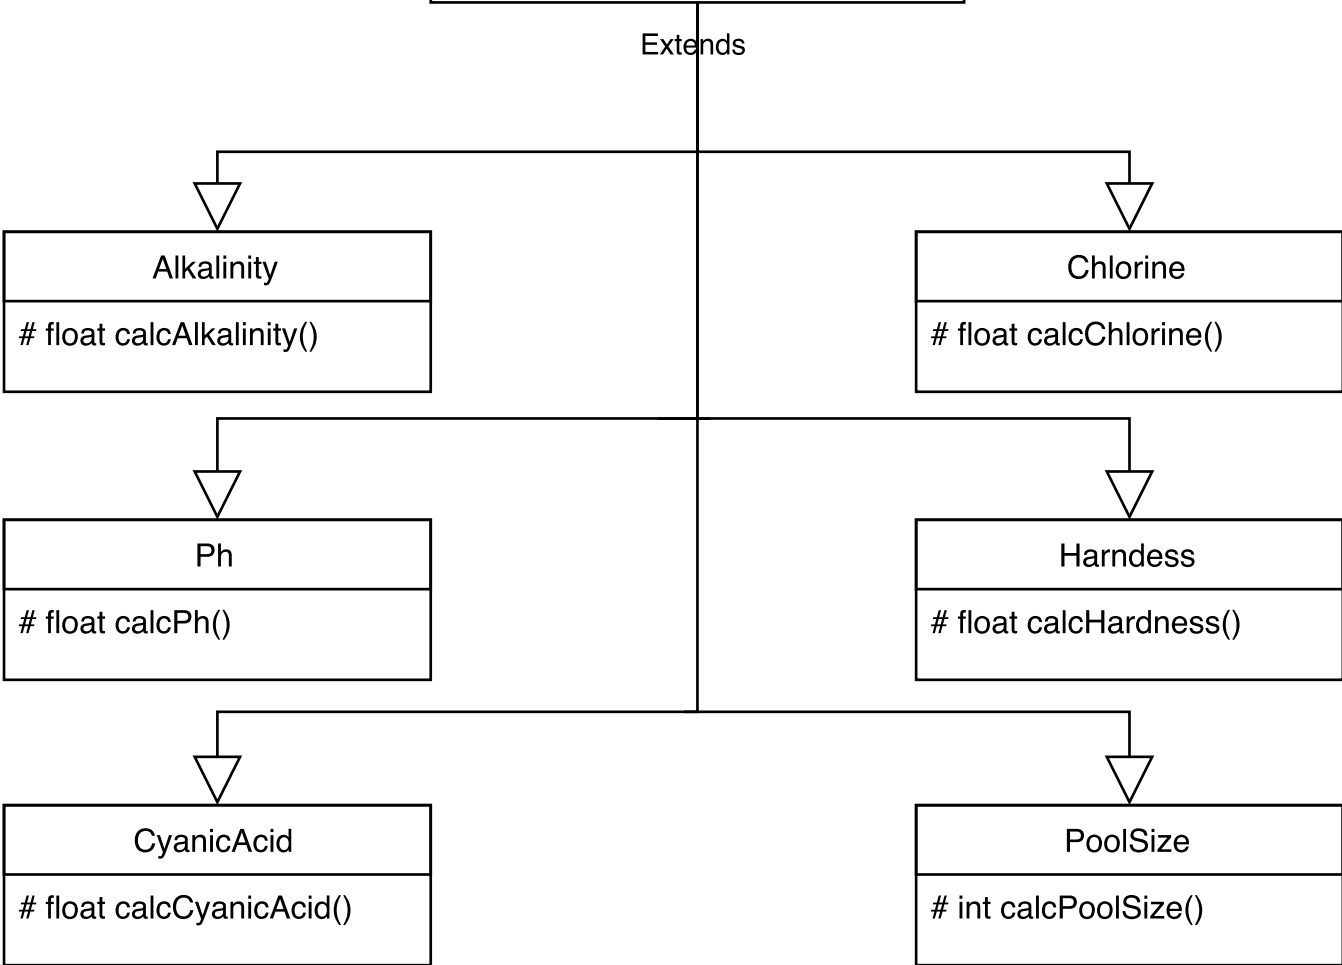 Extends
Alkalinity
# float calcAlkalinity()
Chlorine
# float calcChlorine()
Ph
# float calcPh()
Harndess
# float calcHardness()
CyanicAcid
# float calcCyanicAcid()
PoolSize
# int calcPoolSize()